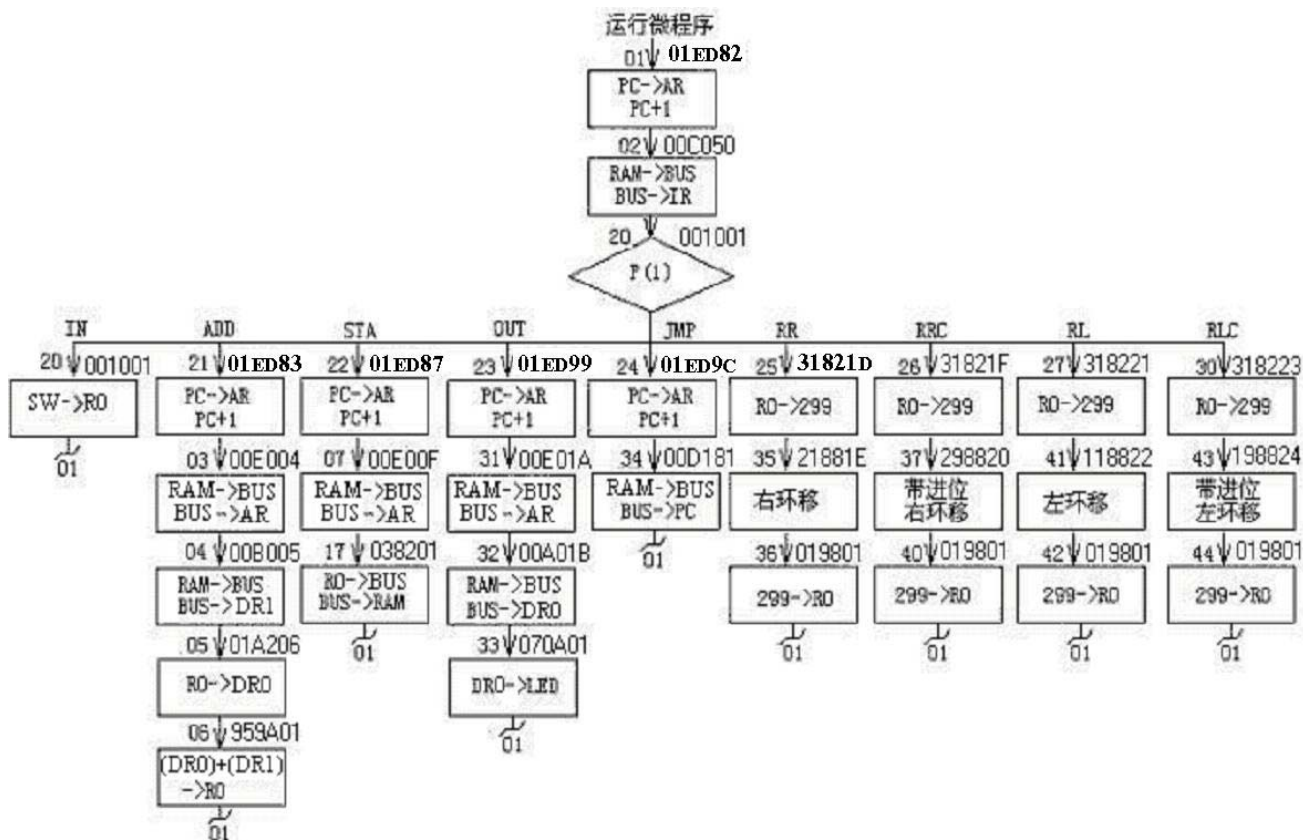 运行微程序
01 01ED82
PC->AR
PC+1
02 00C050
RAM->BUS
BUS->IR
20 001001
P(1)
IN ADD STA OUT JMP RR RRC RL RLC
20 001001 21 01ED83 22 01ED87 23 01ED99 24 01ED9C 25 31821D 26 31821F 27 318221 30 318223
SW->R0 PC->AR PC->AR PC->AR PC->AR R0->299 R0->299 R0->299 R0->299
PC+1 PC+1 PC+1 PC+1
01 03 00E004 07 00E00F 31 00E01A 34 00D181 35 21881E 37 298820 41 118822 43 198824
RAM->BUS RAM->BUS RAM->BUS RAM->BUS 右环移 带进位 左环移 带进位
BUS->AR BUS->AR BUS->AR BUS->PC 右环移 左环移
04 00B005 17 038201 32 00A01B 01 36 019801 40 019801 42 019801 44 019801
RAM->BUS R0->BUS RAM->BUS 299->R0 299->R0 299->R0 299->R0
BUS->DR1 BUS->RAM BUS->DR0
05 01A206 01 33 070A01 01 01 01 01
R0->DR0 DR0->LED
06 959A01 01
(DR0)+(DR1)
->R0
01